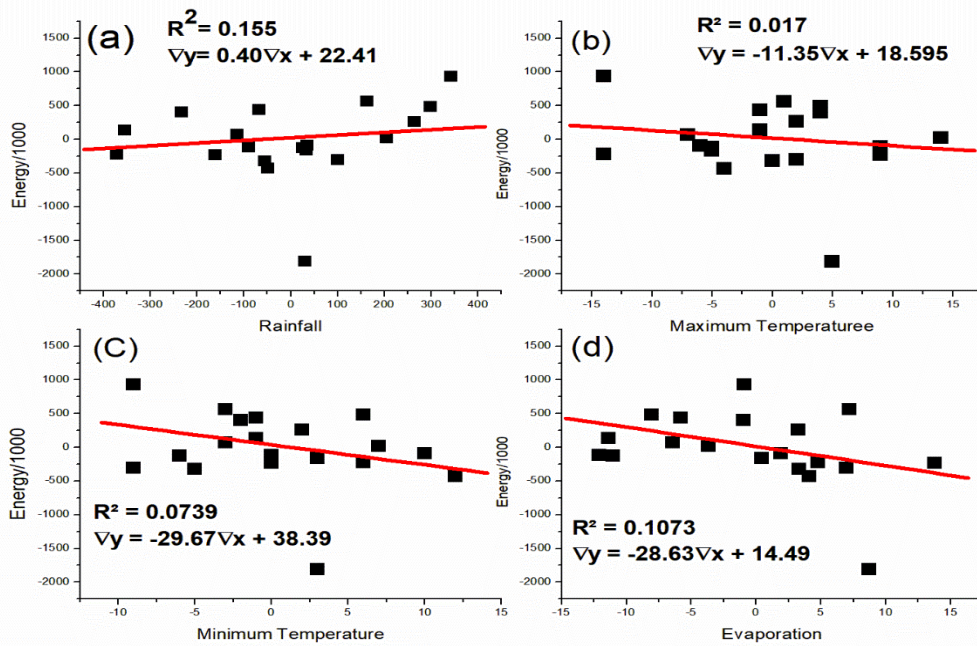 (a)
R² = 0.155
∇y= 0.40∇x + 22.41
1500
1000
500
0
-500
-1000
-1500
-2000
Energy/1000
-400 -300 -200 -100 0 100 200 300 400
Rainfall
(b)
R² = 0.017
∇y = -11.35∇x + 18.595
1500
1000
500
0
-500
-1000
-1500
-2000
Energy/1000
-15 -10 -5 0 5 10 15
Maximum Temperaturee
(C)
R² = 0.0739
∇y = -29.67∇x + 38.39
1500
1000
500
0
-500
-1000
-1500
-2000
Energy/1000
-10 -5 0 5 10 15
Minimum Temperature
(d)
R² = 0.1073
∇y = -28.63∇x + 14.49
1500
1000
500
0
-500
-1000
-1500
-2000
Energy/1000
-15 -10 -5 0 5 10 15
Evaporation